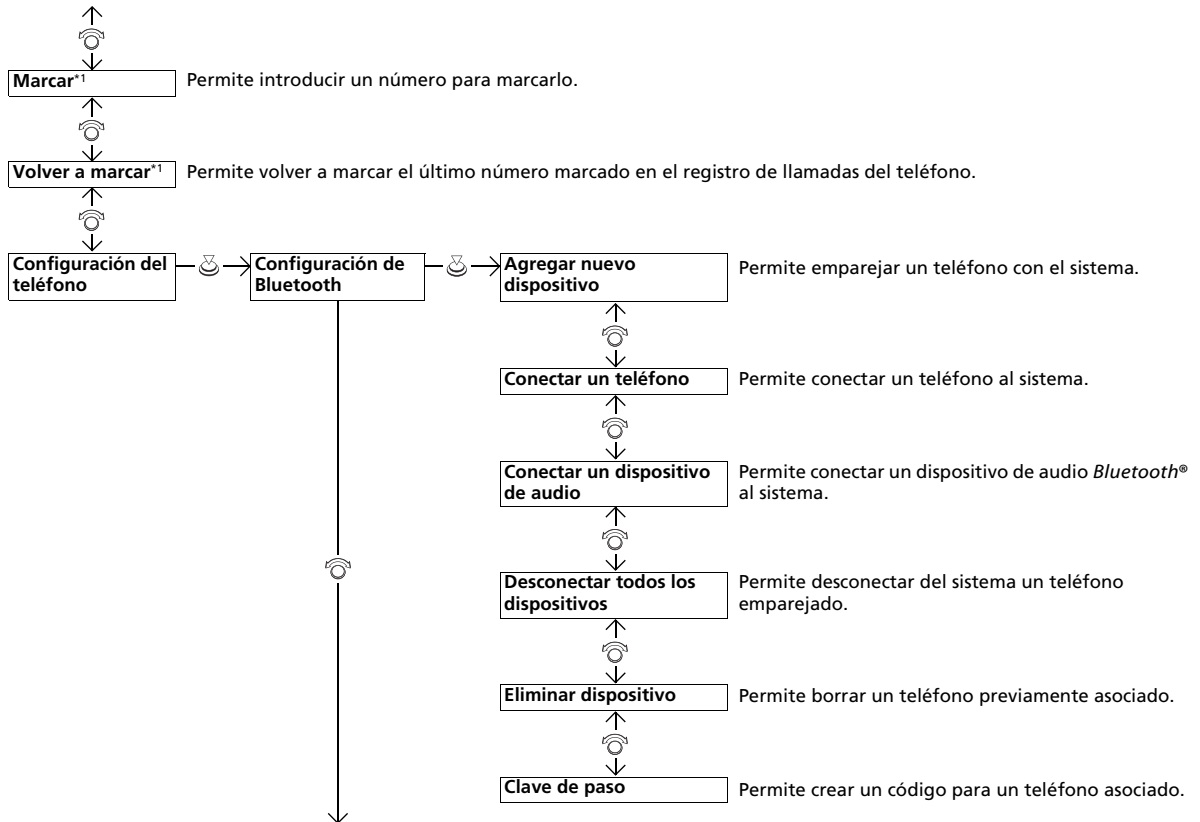 Marcar*1
Permite introducir un número para marcarlo.
Volver a marcar*1
Permite volver a marcar el último número marcado en el registro de llamadas del teléfono.
Configuración del
teléfono
Configuración de
Bluetooth
Agregar nuevo
dispositivo
Permite emparejar un teléfono con el sistema.
Conectar un teléfono
Permite conectar un teléfono al sistema.
Conectar un dispositivo
de audio
Permite conectar un dispositivo de audio Bluetooth®
al sistema.
Desconectar todos los
dispositivos
Permite desconectar del sistema un teléfono
emparejado.
Eliminar dispositivo
Permite borrar un teléfono previamente asociado.
Clave de paso
Permite crear un código para un teléfono asociado.